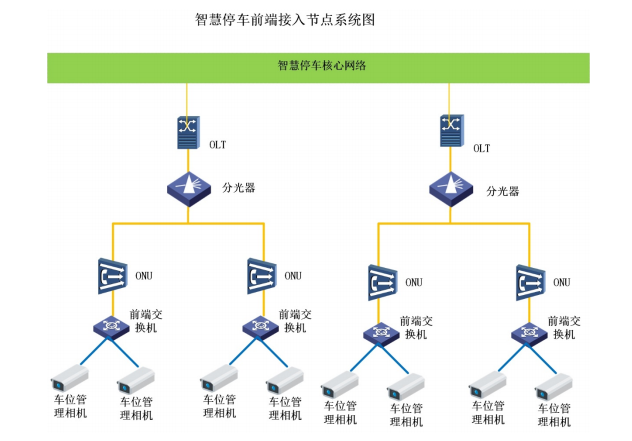 智慧停车前端接入节点系统图
智慧停车核心网络
OLT
OLT
分光器
分光器
ONU
ONU
ONU
ONU
前端交
换机
前端交
换机
前端交
换机
前端交
换机
车位管
理相机
车位管
理相机
车位管
理相机
车位管
理相机
车位管
理相机
车位管
理相机
车位管
理相机
车位管
理相机